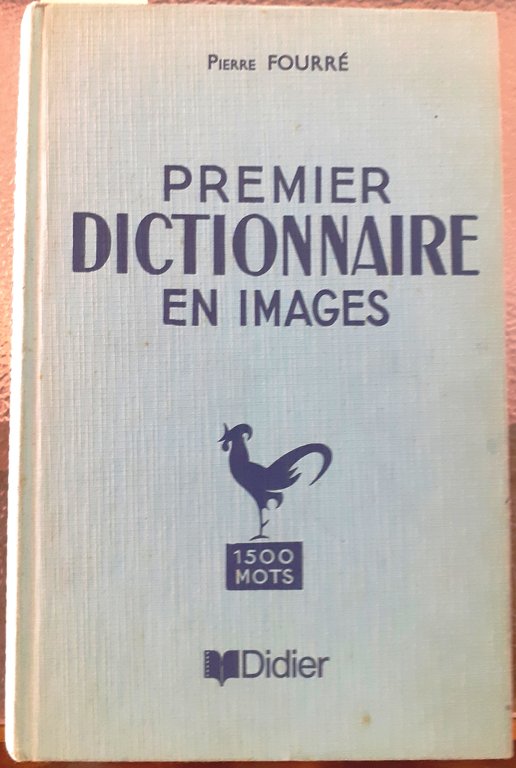 Pierre FOURRÉ
PREMIER
DICTIONNAIRE
EN IMAGES
1500
MOTS
Didier